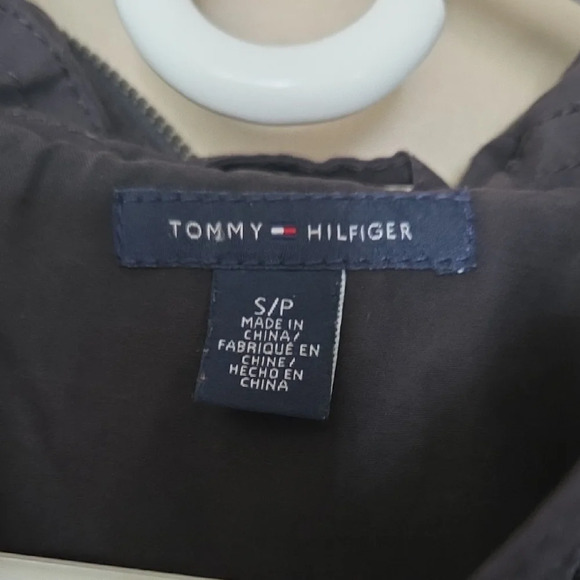 TOMMY HILFIGER
S/P
MADE IN
CHINA/
FABRIQUÉ EN
CHINE/
HECHO EN
CHINA